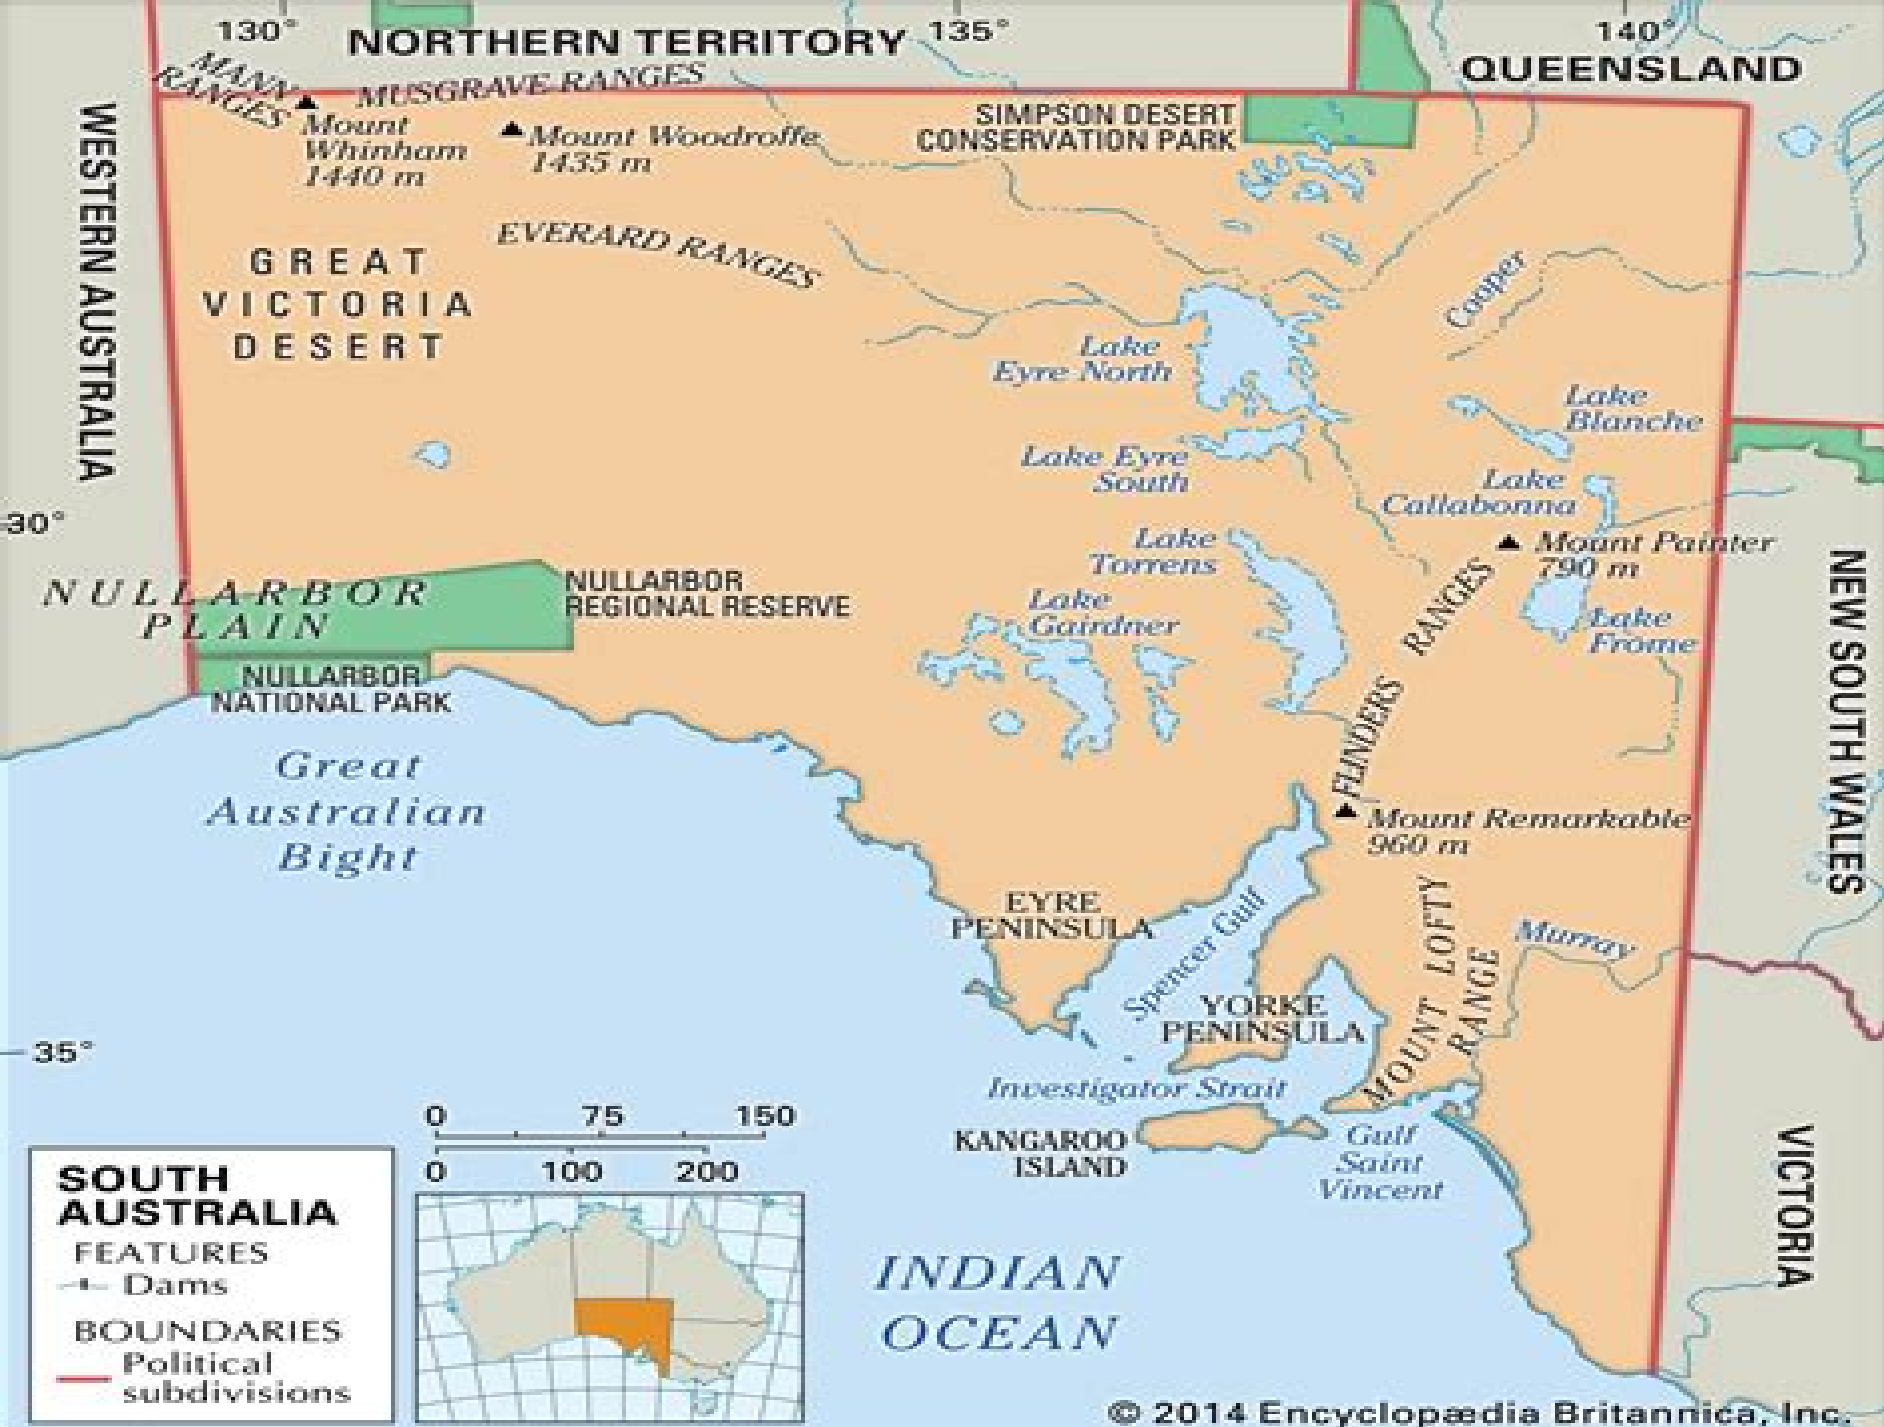 130°
NORTHERN TERRITORY
135°
140°
QUEENSLAND
MANN
RANGES
MUSGRAVE RANGES
Mount
Whinham
1440 m
Mount Woodroffe
1435 m
SIMPSON DESERT
CONSERVATION PARK
WESTERN AUSTRALIA
EVERARD RANGES
GREAT
VICTORIA
DESERT
Cooper
Lake
Eyre North
Lake
Blanche
Lake Eyre
South
Lake
Callabonna
30°
Lake
Torrens
Mount Painter
790 m
NULLARBOR
PLAIN
NULLARBOR
REGIONAL RESERVE
Lake
Gairdner
RANGES
FLINDERS
Lake
Frome
NEW SOUTH WALES
NULLARBOR
NATIONAL PARK
Great
Australian
Bight
Mount Remarkable
960 m
EYRE
PENINSULA
Spencer Gulf
MOUNT LOFTY
RANGE
Murray
YORKE
PENINSULA
35°
Investigator Strait
KANGAROO
ISLAND
Gulf
Saint
Vincent
VICTORIA
0 75 150
0 100 200
SOUTH
AUSTRALIA
FEATURES
Dams
BOUNDARIES
Political
subdivisions
INDIAN
OCEAN
© 2014 Encyclopædia Britannica, Inc.